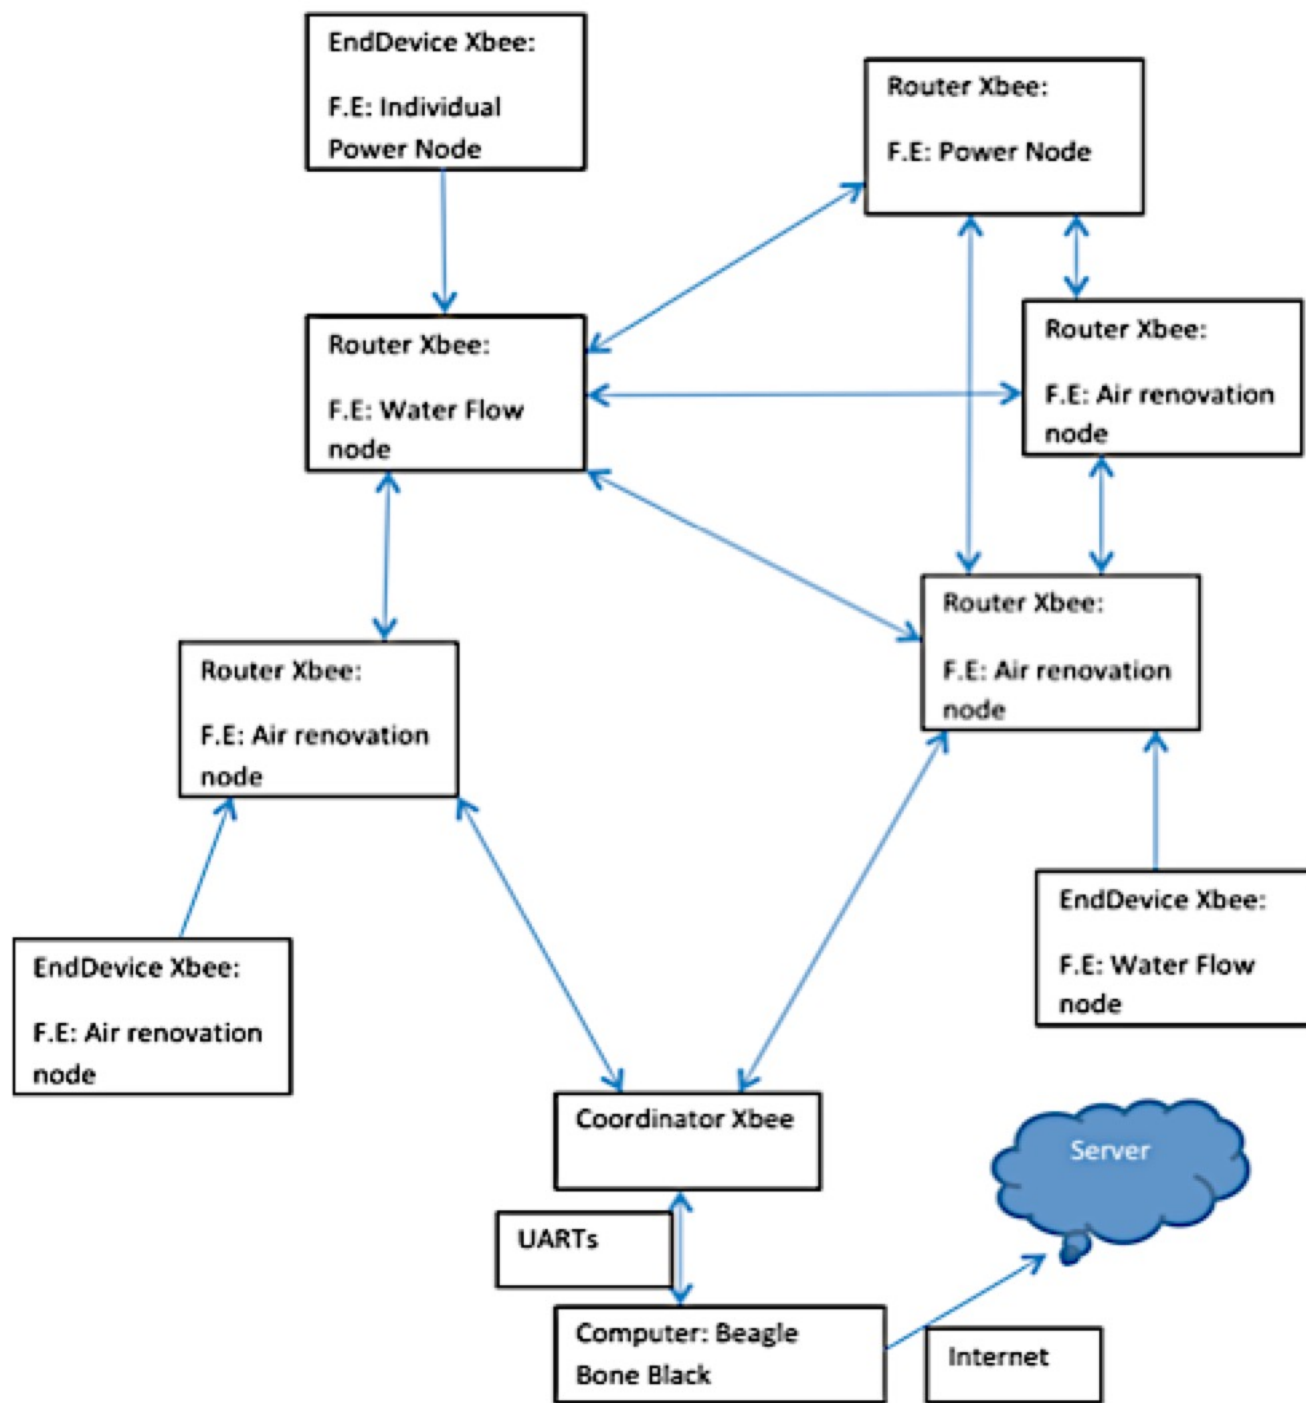 EndDevice Xbee:
F.E: Individual
Power Node
Router Xbee:
F.E: Power Node
Router Xbee:
F.E: Water Flow
node
Router Xbee:
F.E: Air renovation
node
Router Xbee:
F.E: Air renovation
node
Router Xbee:
F.E: Air renovation
node
EndDevice Xbee:
F.E: Water Flow
node
EndDevice Xbee:
F.E: Air renovation
node
Coordinator Xbee
Server
UARTs
Computer: Beagle
Bone Black
Internet